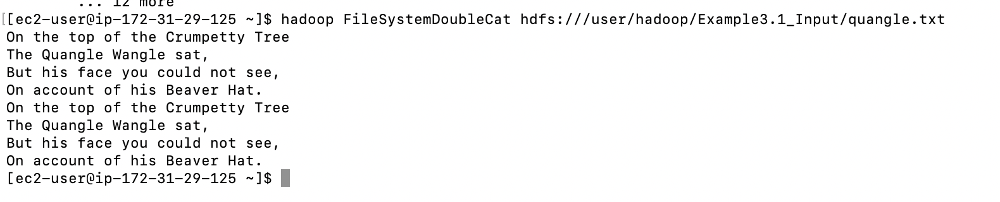 ... 12 more
[[ec2-user@ip-172-31-29-125 ~]$ hadoop FileSystemDoubleCat hdfs:///user/hadoop/Example3.1_Input/quangle.txt
On the top of the Crumpetty Tree
The Quangle Wangle sat,
But his face you could not see,
On account of his Beaver Hat.
On the top of the Crumpetty Tree
The Quangle Wangle sat,
But his face you could not see,
On account of his Beaver Hat.
[ec2-user@ip-172-31-29-125 ~]$